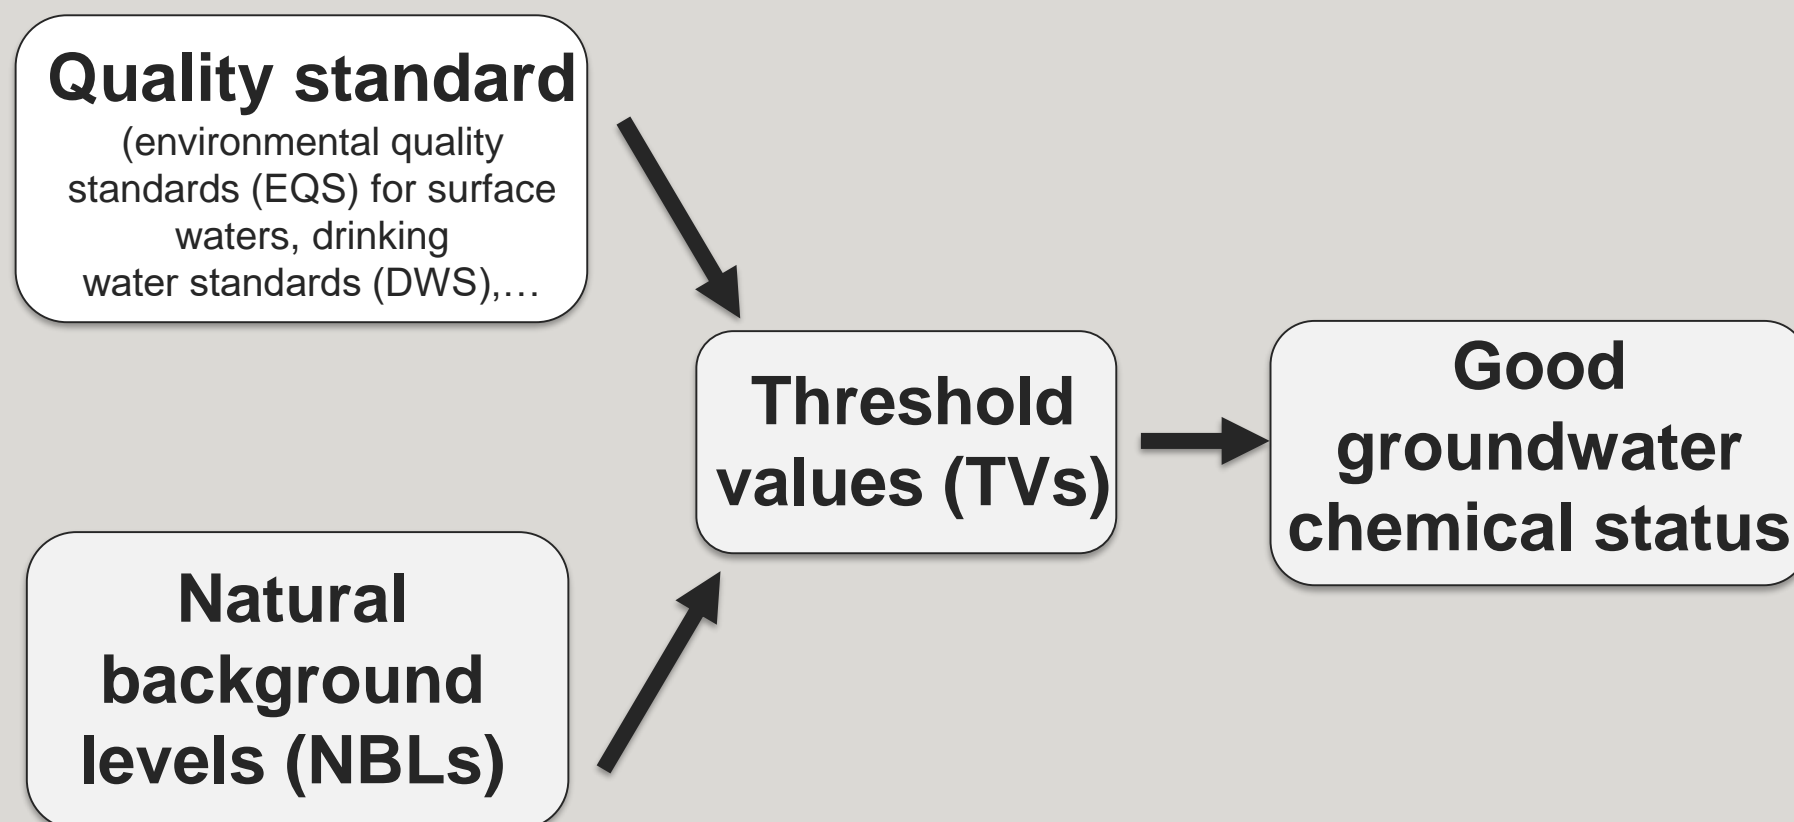 Quality standard
(environmental quality
standards (EQS) for surface
waters, drinking
water standards (DWS),…
Threshold
values (TVs)
Good
groundwater
chemical status
Natural
background
levels (NBLs)